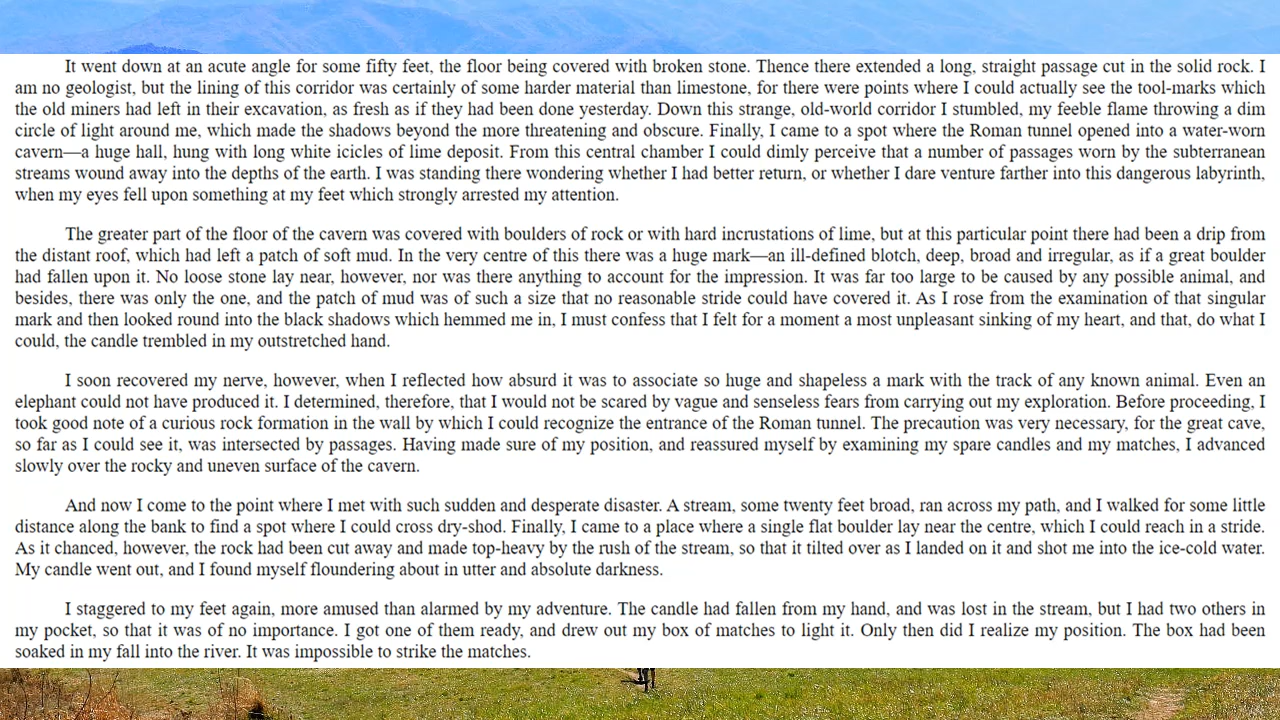 It went down at an acute angle for some fifty feet, the floor being covered with broken stone. Thence there extended a long, straight passage cut in the solid rock. I
am no geologist, but the lining of this corridor was certainly of some harder material than limestone, for there were points where I could actually see the tool-marks which
the old miners had left in their excavation, as fresh as if they had been done yesterday. Down this strange, old-world corridor I stumbled, my feeble flame throwing a dim
circle of light around me, which made the shadows beyond the more threatening and obscure. Finally, I came to a spot where the Roman tunnel opened into a water-worn
cavern—a huge hall, hung with long white icicles of lime deposit. From this central chamber I could dimly perceive that a number of passages worn by the subterranean
streams wound away into the depths of the earth. I was standing there wondering whether I had better return, or whether I dare venture farther into this dangerous labyrinth,
when my eyes fell upon something at my feet which strongly arrested my attention.
The greater part of the floor of the cavern was covered with boulders of rock or with hard incrustations of lime, but at this particular point there had been a drip from
the distant roof, which had left a patch of soft mud. In the very centre of this there was a huge mark—an ill-defined blotch, deep, broad and irregular, as if a great boulder
had fallen upon it. No loose stone lay near, however, nor was there anything to account for the impression. It was far too large to be caused by any possible animal, and
besides, there was only the one, and the patch of mud was of such a size that no reasonable stride could have covered it. As I rose from the examination of that singular
mark and then looked round into the black shadows which hemmed me in, I must confess that I felt for a moment a most unpleasant sinking of my heart, and that, do what I
could, the candle trembled in my outstretched hand.
I soon recovered my nerve, however, when I reflected how absurd it was to associate so huge and shapeless a mark with the track of any known animal. Even an
elephant could not have produced it. I determined, therefore, that I would not be scared by vague and senseless fears from carrying out my exploration. Before proceeding, I
took good note of a curious rock formation in the wall by which I could recognize the entrance of the Roman tunnel. The precaution was very necessary, for the great cave,
so far as I could see it, was intersected by passages. Having made sure of my position, and reassured myself by examining my spare candles and my matches, I advanced
slowly over the rocky and uneven surface of the cavern.
And now I come to the point where I met with such sudden and desperate disaster. A stream, some twenty feet broad, ran across my path, and I walked for some little
distance along the bank to find a spot where I could cross dry-shod. Finally, I came to a place where a single flat boulder lay near the centre, which I could reach in a stride.
As it chanced, however, the rock had been cut away and made top-heavy by the rush of the stream, so that it tilted over as I landed on it and shot me into the ice-cold water.
My candle went out, and I found myself floundering about in utter and absolute darkness.
I staggered to my feet again, more amused than alarmed by my adventure. The candle had fallen from my hand, and was lost in the stream, but I had two others in
my pocket, so that it was of no importance. I got one of them ready, and drew out my box of matches to light it. Only then did I realize my position. The box had been
soaked in my fall into the river. It was impossible to strike the matches.